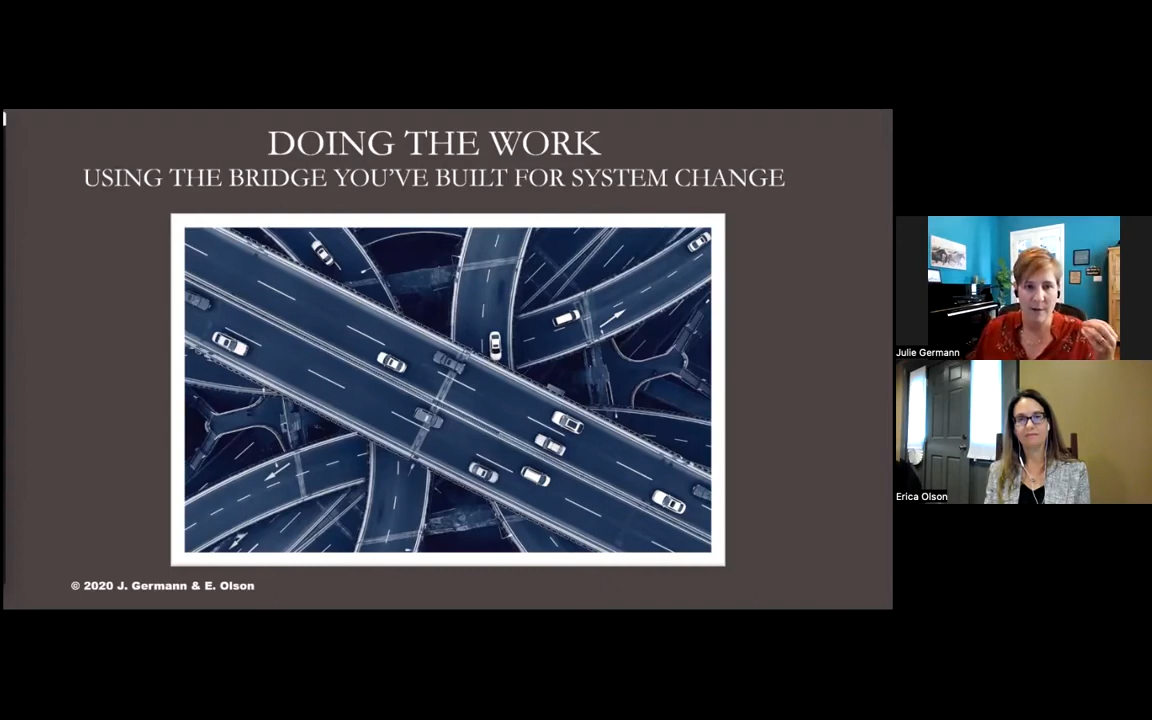 DOING THE WORK
USING THE BRIDGE YOU'VE BUILT FOR SYSTEM CHANGE
© 2020 J. Germann & E. Olson
Julie Germann
Erica Olson